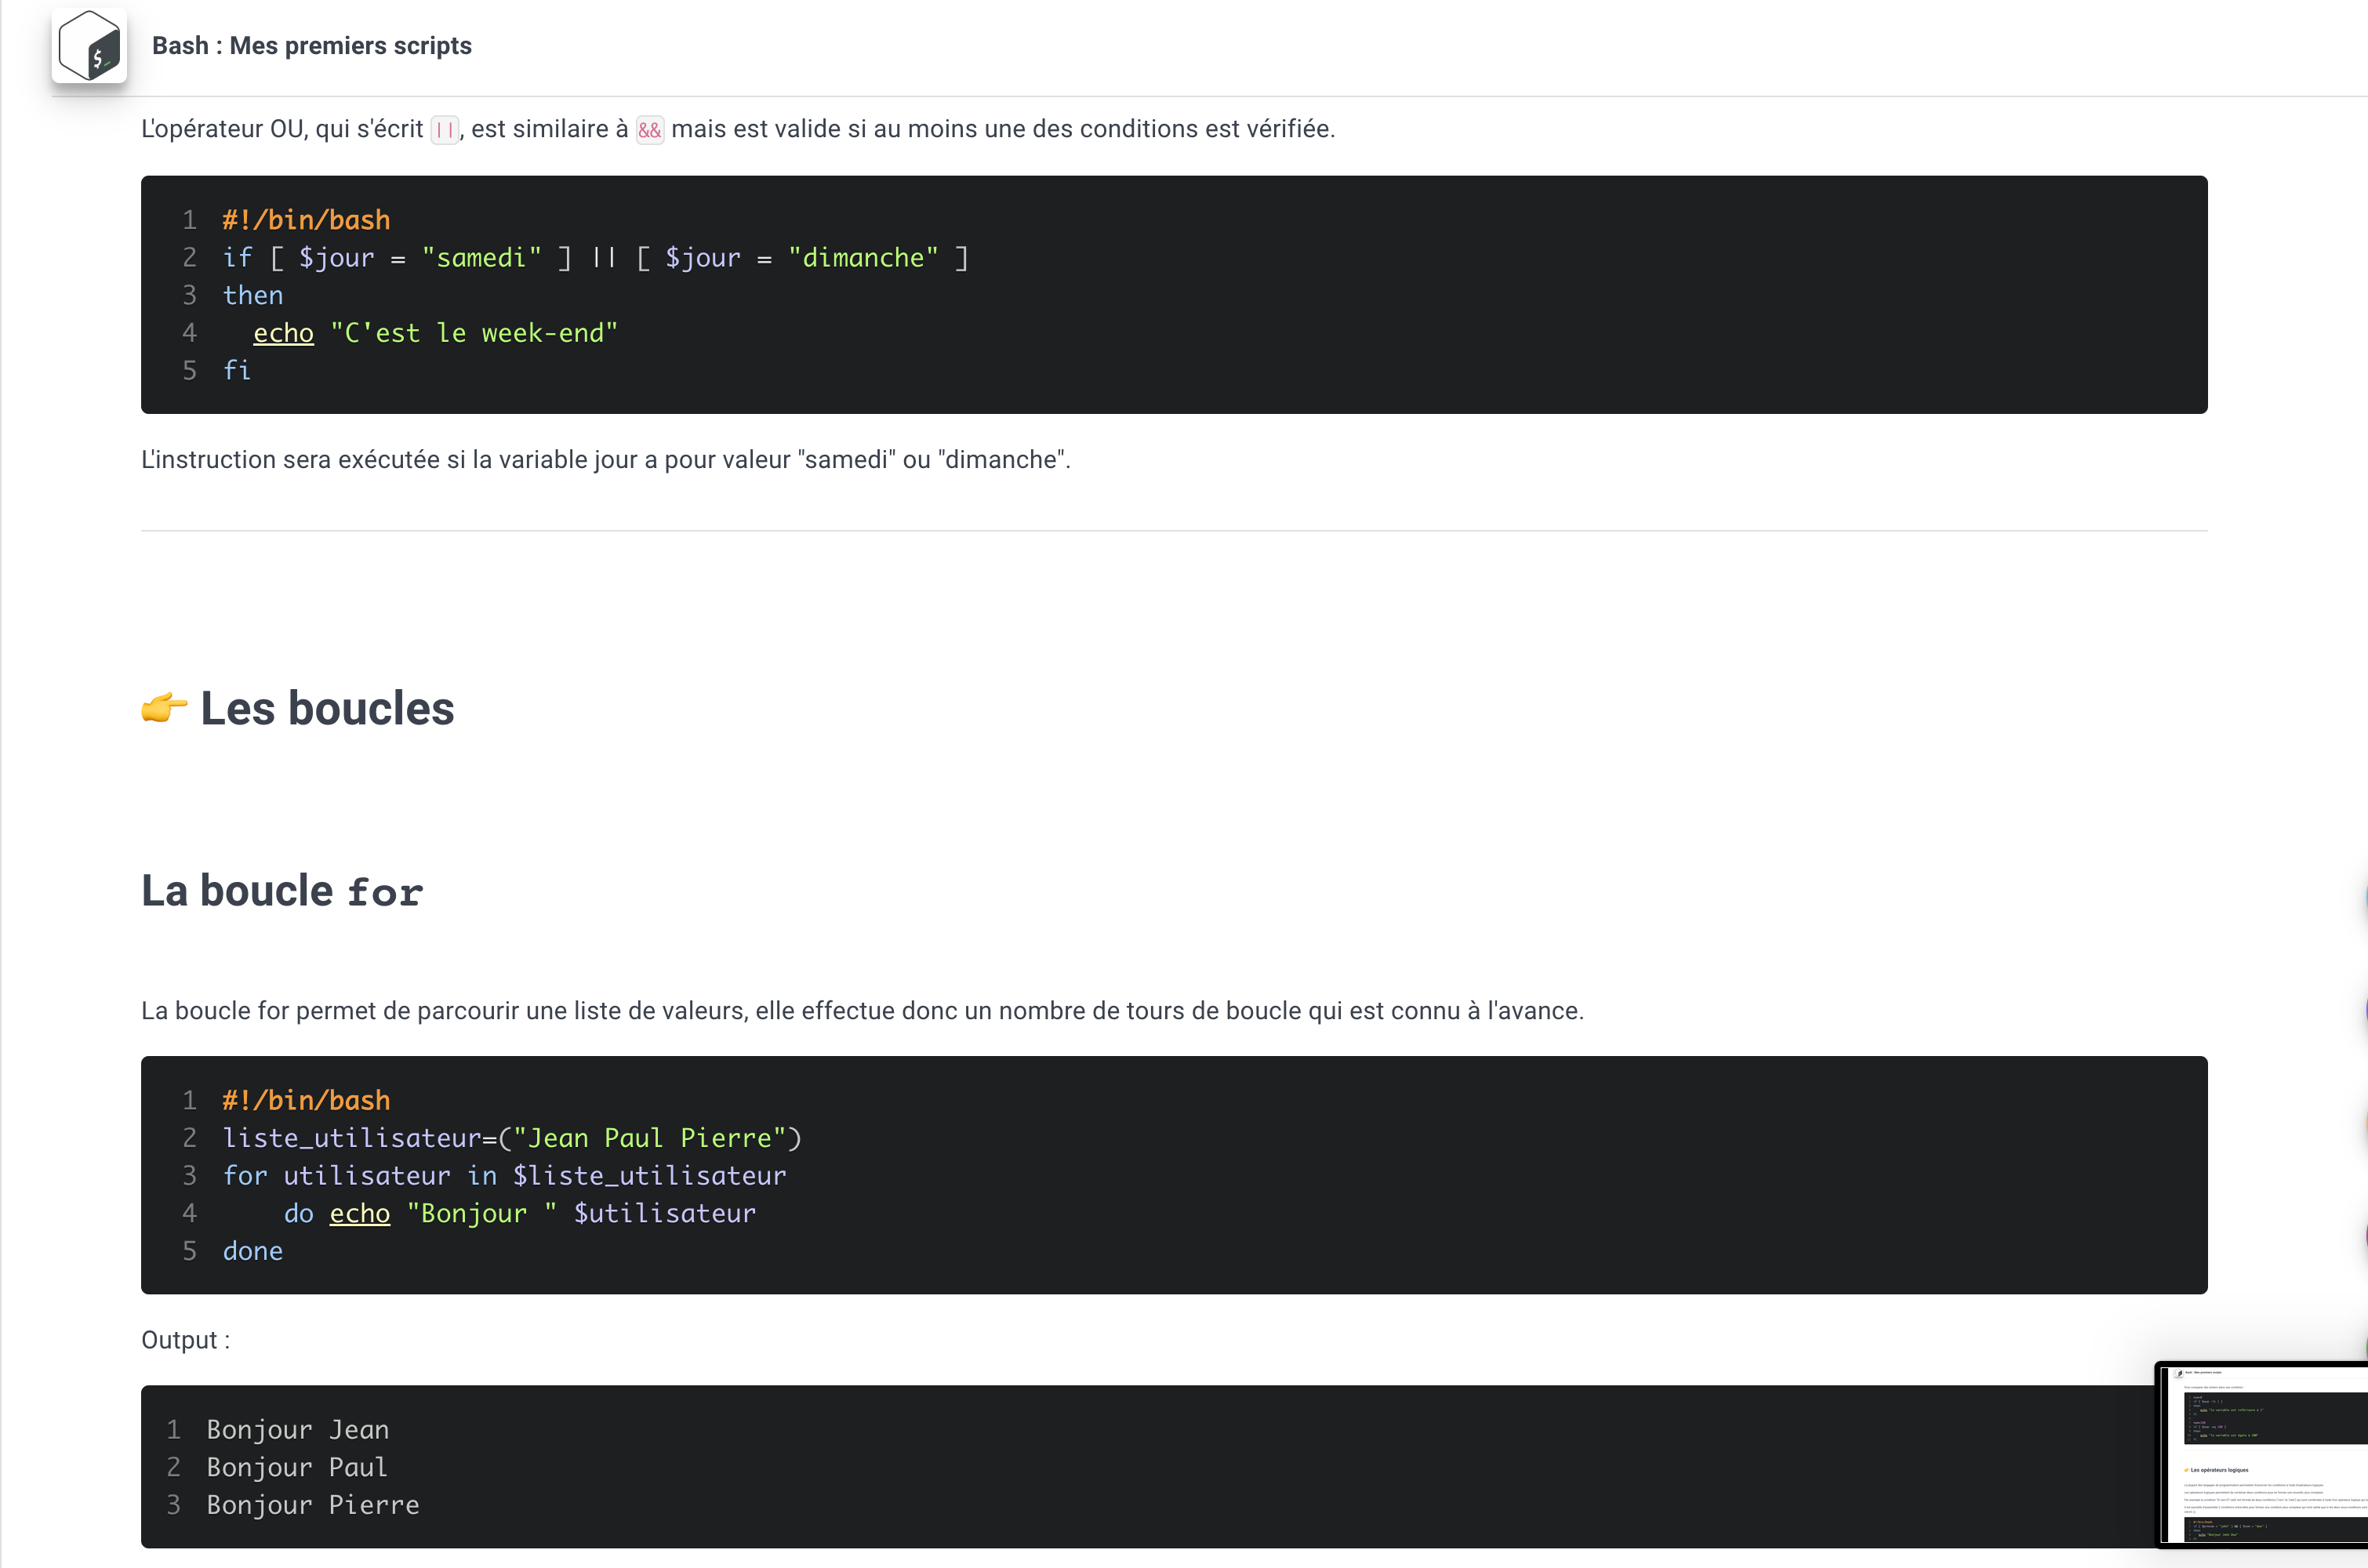 $_
Bash : Mes premiers scripts
L'opérateur OU, qui s'écrit ||, est similaire à && mais est valide si au moins une des conditions est vérifiée.
1 #!/bin/bash
2 if [ $jour = "samedi" ] || [ $jour = "dimanche" ]
3 then
4   echo "C'est le week-end"
5 fi
L'instruction sera exécutée si la variable jour a pour valeur "samedi" ou "dimanche".
👉 Les boucles
La boucle for
La boucle for permet de parcourir une liste de valeurs, elle effectue donc un nombre de tours de boucle qui est connu à l'avance.
1 #!/bin/bash
2 liste_utilisateur=("Jean Paul Pierre")
3 for utilisateur in $liste_utilisateur
4     do echo "Bonjour " $utilisateur
5 done
Output :
1 Bonjour Jean
2 Bonjour Paul
3 Bonjour Pierre
Les opérateurs logiques